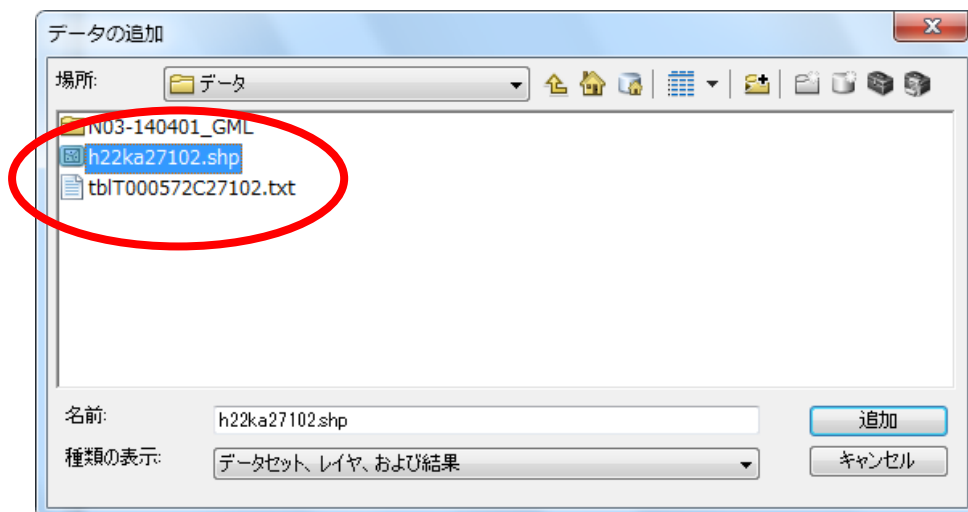 データの追加
場所: データ
N03-140401_GML
h22ka27102.shp
tblT000572C27102.txt
名前: h22ka27102.shp 追加
種類の表示: データセット、レイヤ、および結果 キャンセル